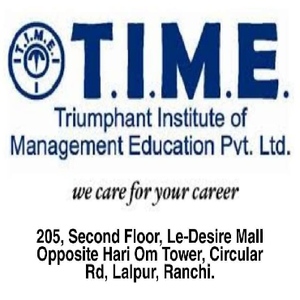 T.I.M.E.
T.I.M.E.
Triumphant Institute of
Management Education Pvt. Ltd.
we care for your career
205, Second Floor, Le-Desire Mall
Opposite Hari Om Tower, Circular
Rd, Lalpur, Ranchi.